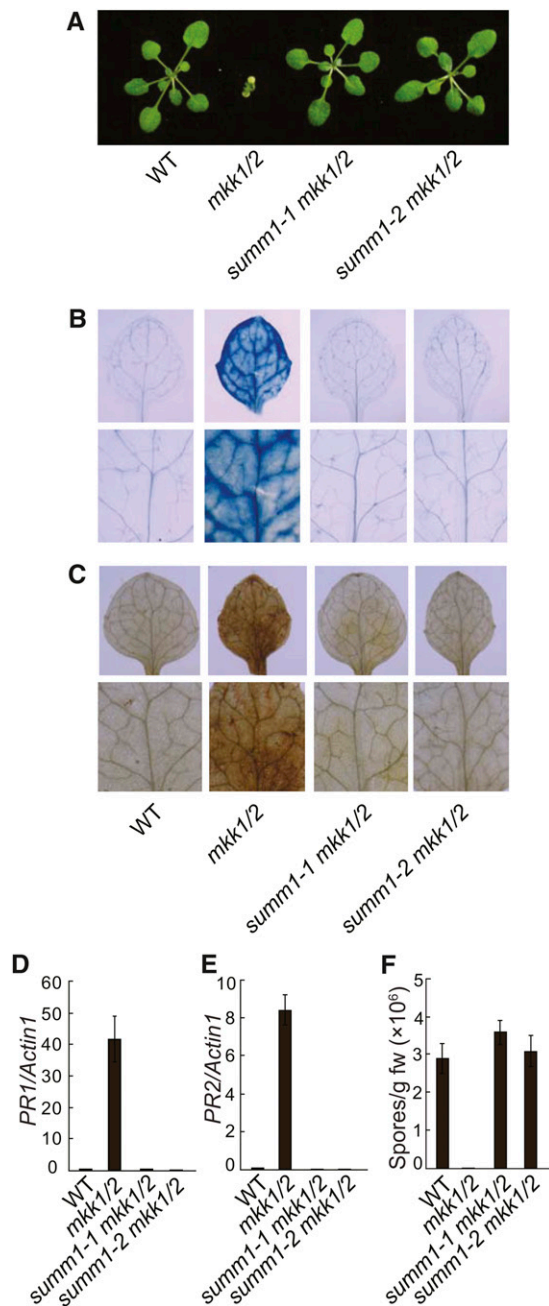 A
WT
mkk1/2
summ1-1 mkk1/2
summ1-2 mkk1/2
B
C
WT
mkk1/2
summ1-1 mkk1/2
summ1-2 mkk1/2
D
60
50
40
30
20
10
0
PR1/Actin1
WT
mkk1/2
summ1-1 mkk1/2
summ1-2 mkk1/2
E
10
8
6
4
2
0
PR2/Actin1
WT
mkk1/2
summ1-1 mkk1/2
summ1-2 mkk1/2
F
5
4
3
2
1
0
Spores/g fw (×10⁶)
WT
mkk1/2
summ1-1 mkk1/2
summ1-2 mkk1/2